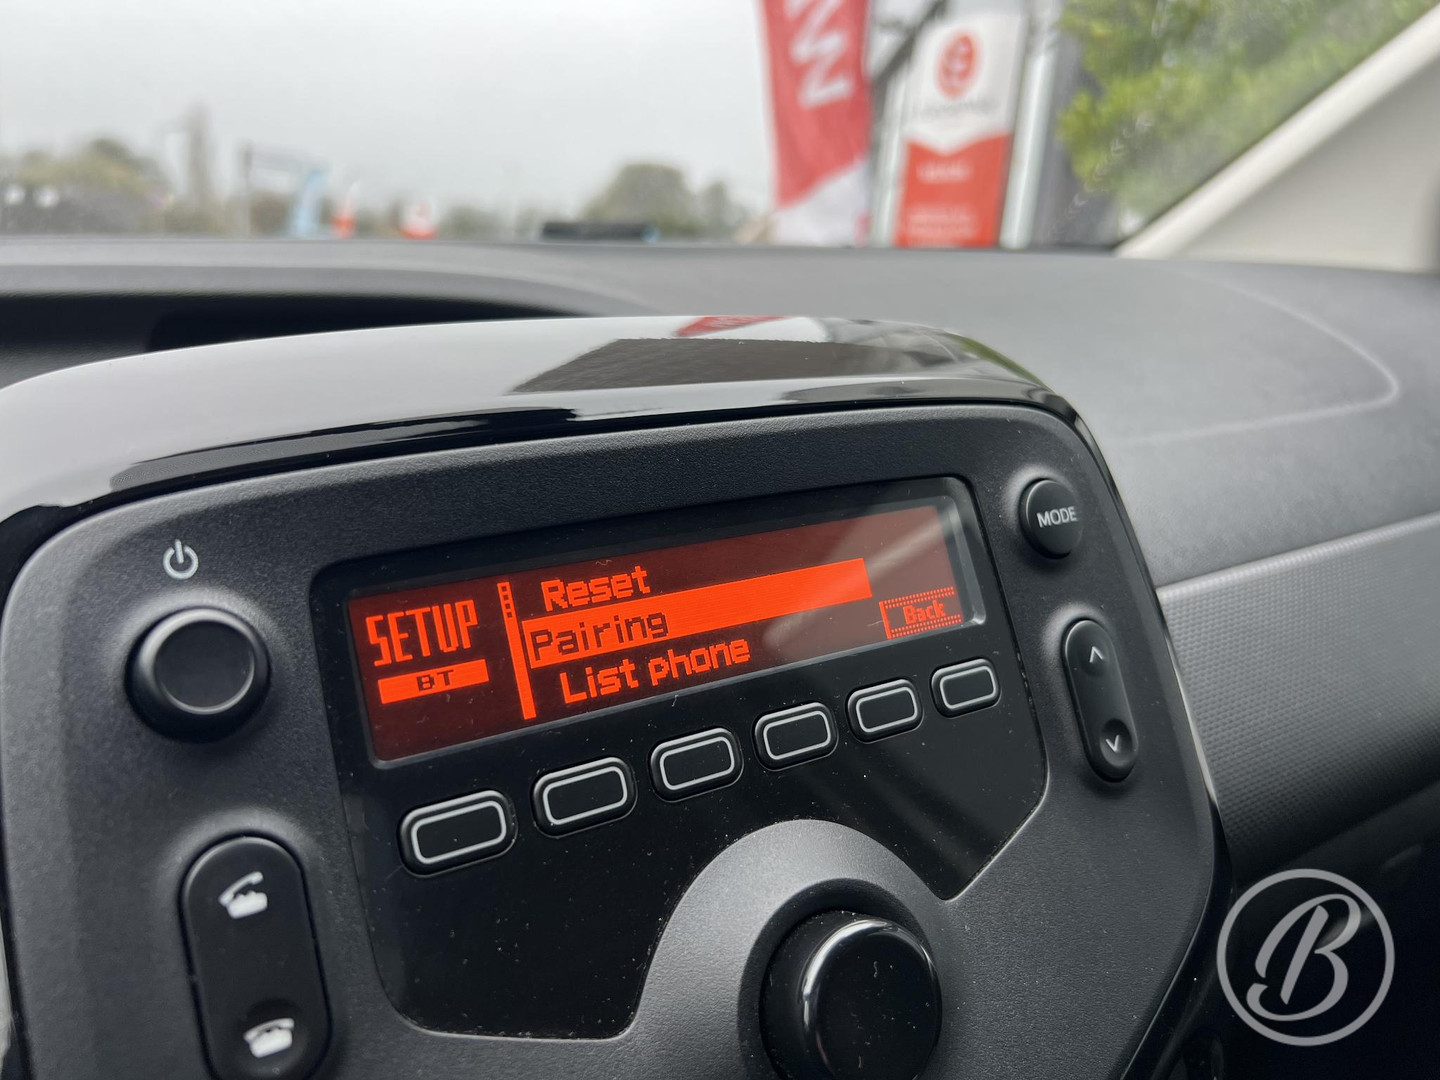 SETUP
BT
Reset
Pairing
List phone
Back
MODE
B